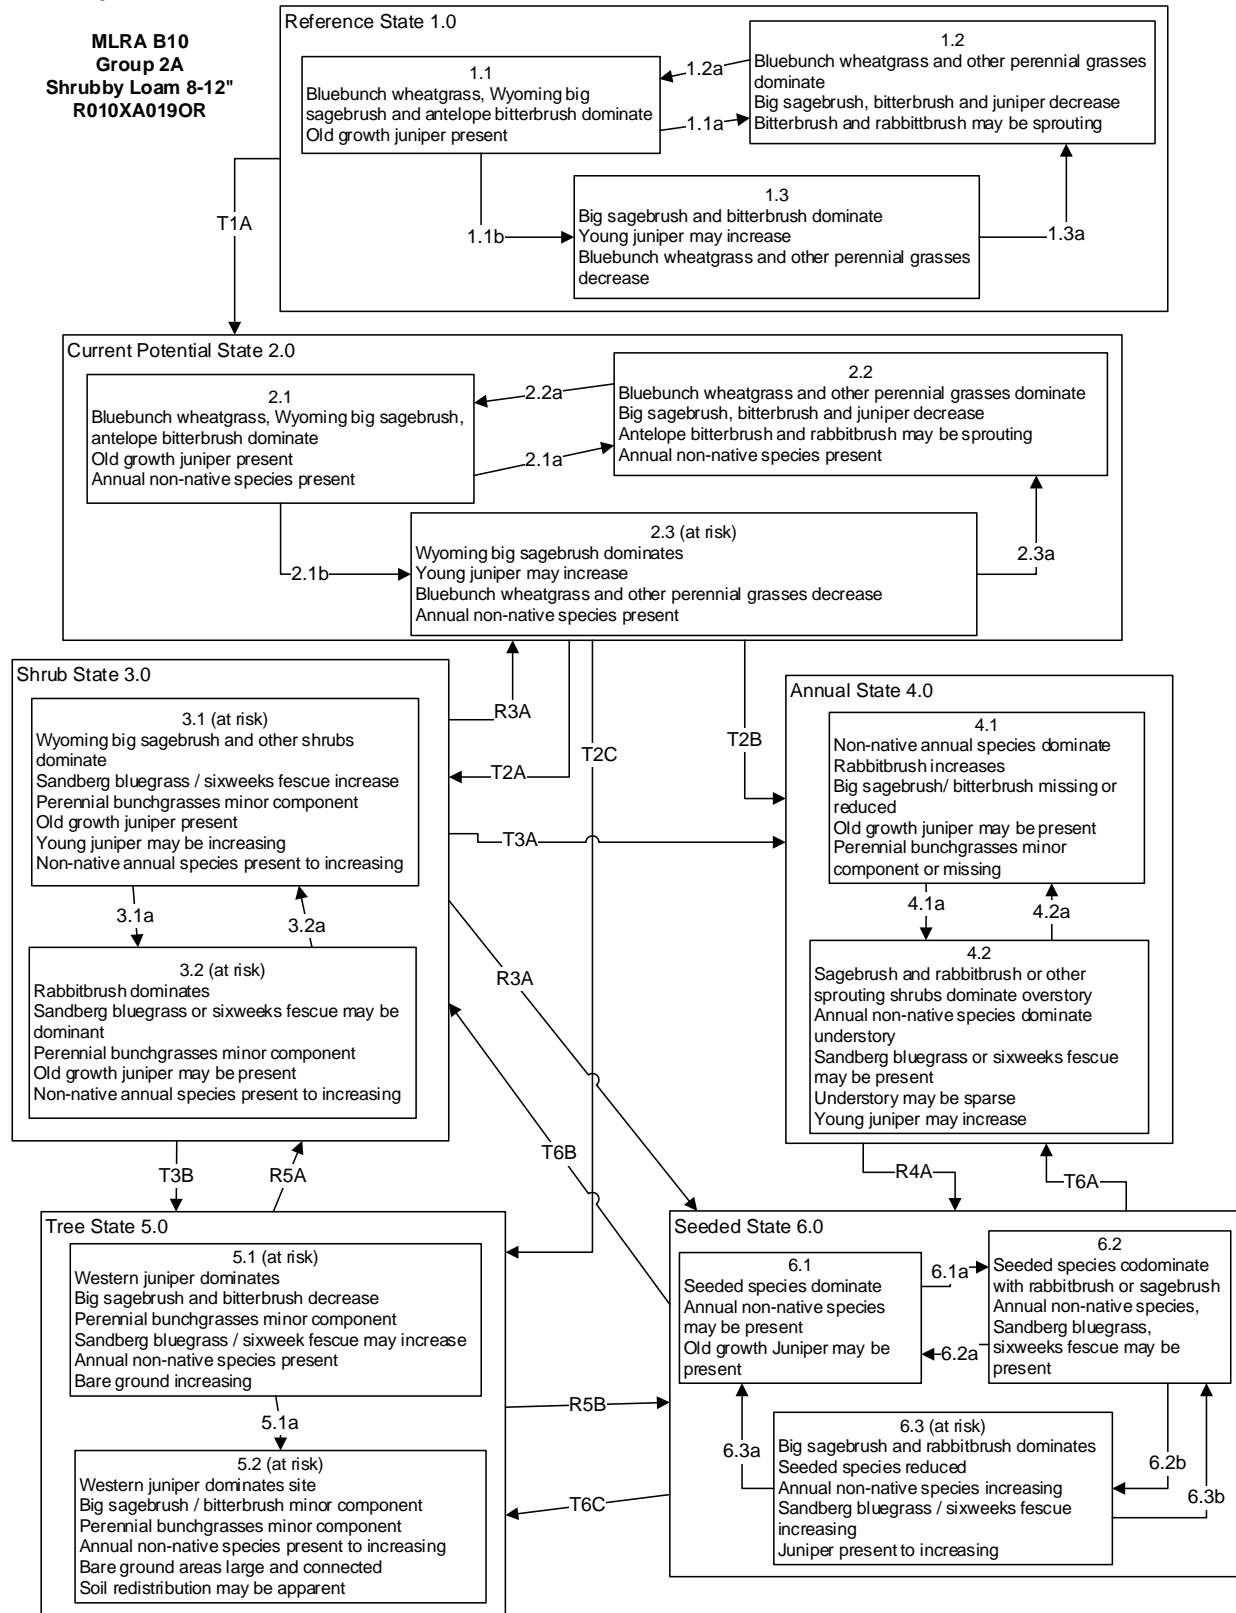 MLRA B10
Group 2A
Shrubby Loam 8-12"
R010XA019OR
Reference State 1.0
1.1
Bluebunch wheatgrass, Wyoming big
sagebrush and antelope bitterbrush dominate
Old growth juniper present
1.2a
1.1a
1.2
Bluebunch wheatgrass and other perennial grasses
dominate
Big sagebrush, bitterbrush and juniper decrease
Bitterbrush and rabbittbrush may be sprouting
T1A
1.1b
1.3
Big sagebrush and bitterbrush dominate
Young juniper may increase
Bluebunch wheatgrass and other perennial grasses
decrease
1.3a
Current Potential State 2.0
2.1
Bluebunch wheatgrass, Wyoming big sagebrush,
antelope bitterbrush dominate
Old growth juniper present
Annual non-native species present
2.2a
2.1a
2.2
Bluebunch wheatgrass and other perennial grasses dominate
Big sagebrush, bitterbrush and juniper decrease
Antelope bitterbrush and rabbitbrush may be sprouting
Annual non-native species present
2.1b
2.3 (at risk)
Wyoming big sagebrush dominates
Young juniper may increase
Bluebunch wheatgrass and other perennial grasses decrease
Annual non-native species present
2.3a
Shrub State 3.0
3.1 (at risk)
Wyoming big sagebrush and other shrubs
dominate
Sandberg bluegrass / sixweeks fescue increase
Perennial bunchgrasses minor component
Old growth juniper present
Young juniper may be increasing
Non-native annual species present to increasing
3.1a
3.2a
3.2 (at risk)
Rabbitbrush dominates
Sandberg bluegrass or sixweeks fescue may be
dominant
Perennial bunchgrasses minor component
Old growth juniper may be present
Non-native annual species present to increasing
R3A
T2A
T2C
T2B
T3A
R3A
T6B
Annual State 4.0
4.1
Non-native annual species dominate
Rabbitbrush increases
Big sagebrush/ bitterbrush missing or
reduced
Old growth juniper may be present
Perennial bunchgrasses minor
component or missing
4.1a
4.2a
4.2
Sagebrush and rabbitbrush or other
sprouting shrubs dominate overstory
Annual non-native species dominate
understory
Sandberg bluegrass or sixweeks fescue
may be present
Understory may be sparse
Young juniper may increase
T3B
R5A
R4A
T6A
Tree State 5.0
5.1 (at risk)
Western juniper dominates
Big sagebrush and bitterbrush decrease
Perennial bunchgrasses minor component
Sandberg bluegrass / sixweek fescue may increase
Annual non-native species present
Bare ground increasing
5.1a
5.2 (at risk)
Western juniper dominates site
Big sagebrush / bitterbrush minor component
Perennial bunchgrasses minor component
Annual non-native species present to increasing
Bare ground areas large and connected
Soil redistribution may be apparent
R5B
T6C
Seeded State 6.0
6.1
Seeded species dominate
Annual non-native species
may be present
Old growth Juniper may be
present
6.1a
6.2a
6.2
Seeded species codominate
with rabbitbrush or sagebrush
Annual non-native species,
Sandberg bluegrass,
sixweeks fescue may be
present
6.3a
6.3 (at risk)
Big sagebrush and rabbitbrush dominates
Seeded species reduced
Annual non-native species increasing
Sandberg bluegrass / sixweeks fescue
increasing
Juniper present to increasing
6.2b
6.3b